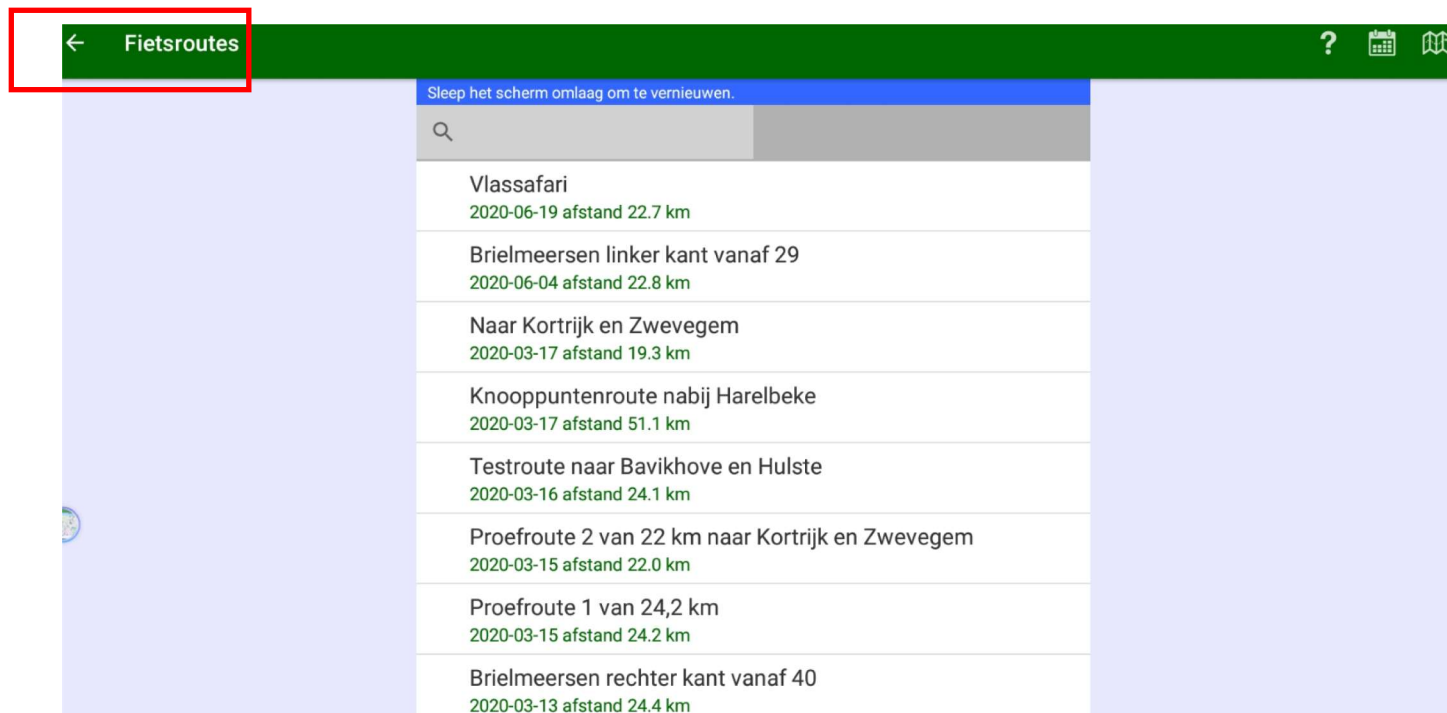 Fietsroutes
?
Sleep het scherm omlaag om te vernieuwen.
Vlassafari
2020-06-19 afstand 22.7 km
Brielmeersen linker kant vanaf 29
2020-06-04 afstand 22.8 km
Naar Kortrijk en Zwevegem
2020-03-17 afstand 19.3 km
Knooppuntenroute nabij Harelbeke
2020-03-17 afstand 51.1 km
Testroute naar Bavikhove en Hulste
2020-03-16 afstand 24.1 km
Proefroute 2 van 22 km naar Kortrijk en Zwevegem
2020-03-15 afstand 22.0 km
Proefroute 1 van 24,2 km
2020-03-15 afstand 24.2 km
Brielmeersen rechter kant vanaf 40
2020-03-13 afstand 24.4 km